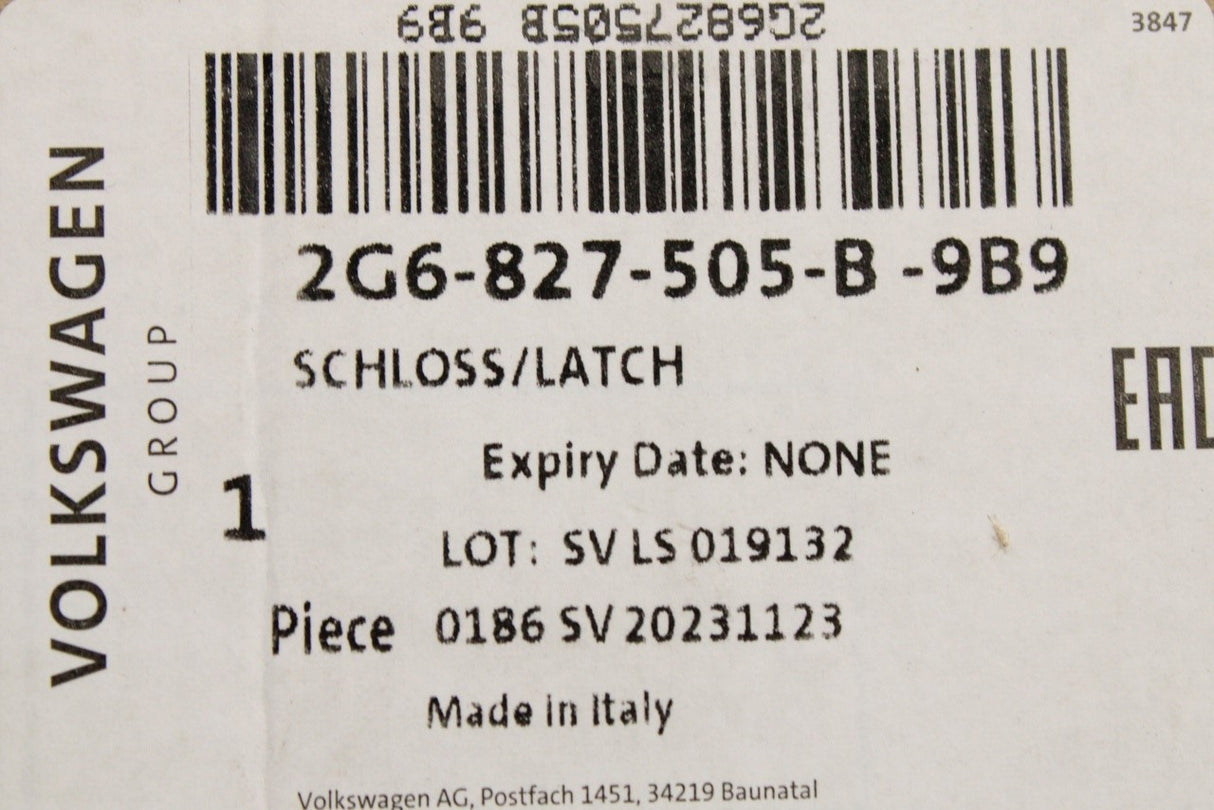 2G6827505B 9B9
3847
2G6-827-505-B -9B9
SCHLOSS/LATCH
Expiry Date: NONE
1
LOT: SV LS 019132
Piece 0186 SV 20231123
Made in Italy
Volkswagen AG, Postfach 1451, 34219 Baunatal
VOLKSWAGEN
GROUP
EAC